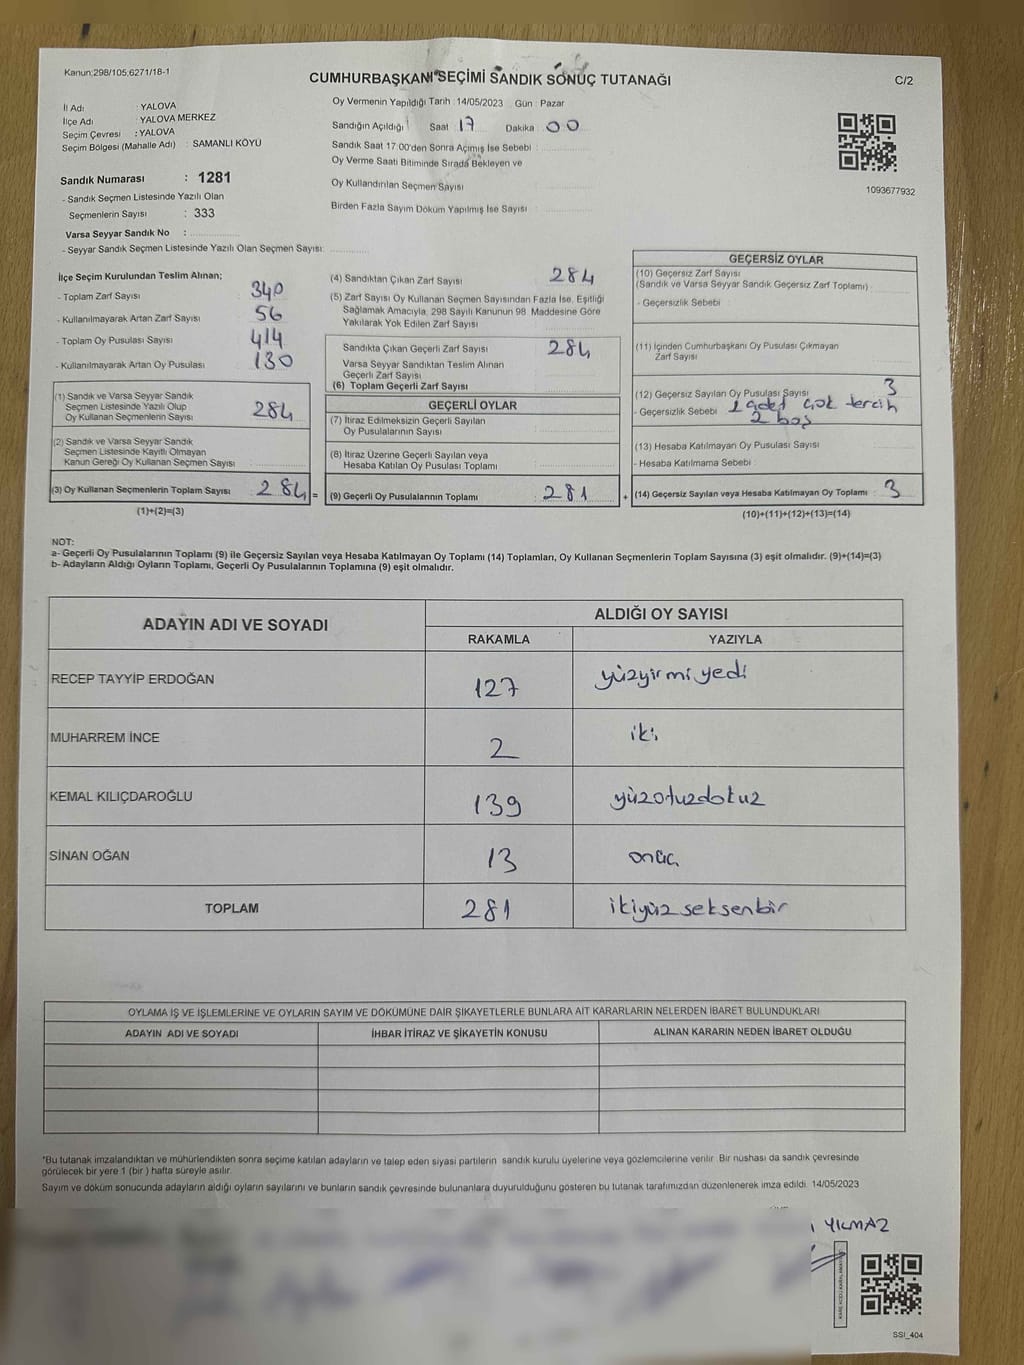 Kanun:298/105,6271/18-1
CUMHURBAŞKANI SEÇİMİ SANDIK SONUÇ TUTANAĞI
C/2
İl Adı : YALOVA
İlçe Adı : YALOVA MERKEZ
Seçim Çevresi : YALOVA
Seçim Bölgesi (Mahalle Adı) : SAMANLI KÖYÜ
Oy Vermenin Yapıldığı Tarih : 14/05/2023 Gün : Pazar
Sandığın Açıldığı Saat 17 Dakika : 00
Sandık Saat 17.00'den Sonra Açımış İse Sebebi :
Oy Verme Saati Bitiminde Sırada Bekleyen ve
Oy Kullandırılan Seçmen Sayısı
Birden Fazla Sayım Döküm Yapılmış İse Sayısı
1093677932
Sandık Numarası : 1281
- Sandık Seçmen Listesinde Yazılı Olan
Seçmenlerin Sayısı : 333
Varsa Seyyar Sandık No :
- Seyyar Sandık Seçmen Listesinde Yazılı Olan Seçmen Sayısı:
İlçe Seçim Kurulundan Teslim Alınan;
- Toplam Zarf Sayısı 340
- Kullanılmayarak Artan Zarf Sayısı 56
- Toplam Oy Pusulası Sayısı 414
- Kullanılmayarak Artan Oy Pusulası 130
(1) Sandık ve Varsa Seyyar Sandık
Seçmen Listesinde Yazılı Olup
Oy Kullanan Seçmenlerin Sayısı 284
(2) Sandık ve Varsa Seyyar Sandık
Seçmen Listesinde Kayıtlı Olmayan
Kanun Gereği Oy Kullanan Seçmen Sayısı
(3) Oy Kullanan Seçmenlerin Toplam Sayısı 284 =
(1)+(2)=(3)
(4) Sandıktan Çıkan Zarf Sayısı 284
(5) Zarf Sayısı Oy Kullanan Seçmen Sayısından Fazla İse, Eşitliği
Sağlamak Amacıyla, 298 Sayılı Kanunun 98. Maddesine Göre
Yakılarak Yok Edilen Zarf Sayısı
Sandıkta Çıkan Geçerli Zarf Sayısı 284
Varsa Seyyar Sandıktan Teslim Alınan
Geçerli Zarf Sayısı
(6) Toplam Geçerli Zarf Sayısı
GEÇERLİ OYLAR
(7) İtiraz Edilmeksizin Geçerli Sayılan
Oy Pusulalarının Sayısı
(8) İtiraz Üzerine Geçerli Sayılan veya
Hesaba Katılan Oy Pusulası Toplamı
(9) Geçerli Oy Pusulalarının Toplamı 281 +
GEÇERSİZ OYLAR
(10) Geçersiz Zarf Sayısı
(Sandık ve Varsa Seyyar Sandık Geçersiz Zarf Toplamı)
- Geçersizlik Sebebi :
(11) İçinden Cumhurbaşkanı Oy Pusulası Çıkmayan
Zarf Sayısı
(12) Geçersiz Sayılan Oy Pusulası Sayısı 3
- Geçersizlik Sebebi 1 adet çok tercih
2 boş
(13) Hesaba Katılmayan Oy Pusulası Sayısı
- Hesaba Katılmama Sebebi
(14) Geçersiz Sayılan veya Hesaba Katılmayan Oy Toplamı : 3
(10)+(11)+(12)+(13)=(14)
NOT:
a- Geçerli Oy Pusulalarının Toplamı (9) ile Geçersiz Sayılan veya Hesaba Katılmayan Oy Toplamı (14) Toplamları, Oy Kullanan Seçmenlerin Toplam Sayısına (3) eşit olmalıdır. (9)+(14)=(3)
b- Adayların Aldığı Oyların Toplamı, Geçerli Oy Pusulalarının Toplamına (9) eşit olmalıdır.
ADAYIN ADI VE SOYADI
ALDIĞI OY SAYISI
RAKAMLA YAZIYLA
RECEP TAYYİP ERDOĞAN 127 yüzyirmiyedi
MUHARREM İNCE 2 iki
KEMAL KILIÇDAROĞLU 139 yüzotuzdokuz
SİNAN OĞAN 13 onüç
TOPLAM 281 ikiyüzseksenbir
OYLAMA İŞ VE İŞLEMLERİNE VE OYLARIN SAYIM VE DÖKÜMÜNE DAİR ŞİKAYETLERLE BUNLARA AİT KARARLARIN NELERDEN İBARET BULUNDUKLARI
ADAYIN ADI VE SOYADI İHBAR İTİRAZ VE ŞİKAYETİN KONUSU ALINAN KARARIN NEDEN İBARET OLDUĞU
*Bu tutanak imzalandıktan ve mühürlendikten sonra seçime katılan adayların ve talep eden siyasi partilerin sandık kurulu üyelerine veya gözlemcilerine verilir. Bir nüshası da sandık çevresinde
görülecek bir yere 1 (bir ) hafta süreyle asılır.
Sayım ve döküm sonucunda adayların aldığı oyların sayılarını ve bunların sandık çevresinde bulunanlara duyurulduğunu gösteren bu tutanak tarafımızdan düzenlenerek imza edildi. 14/05/2023
YILMAZ
SSI_404